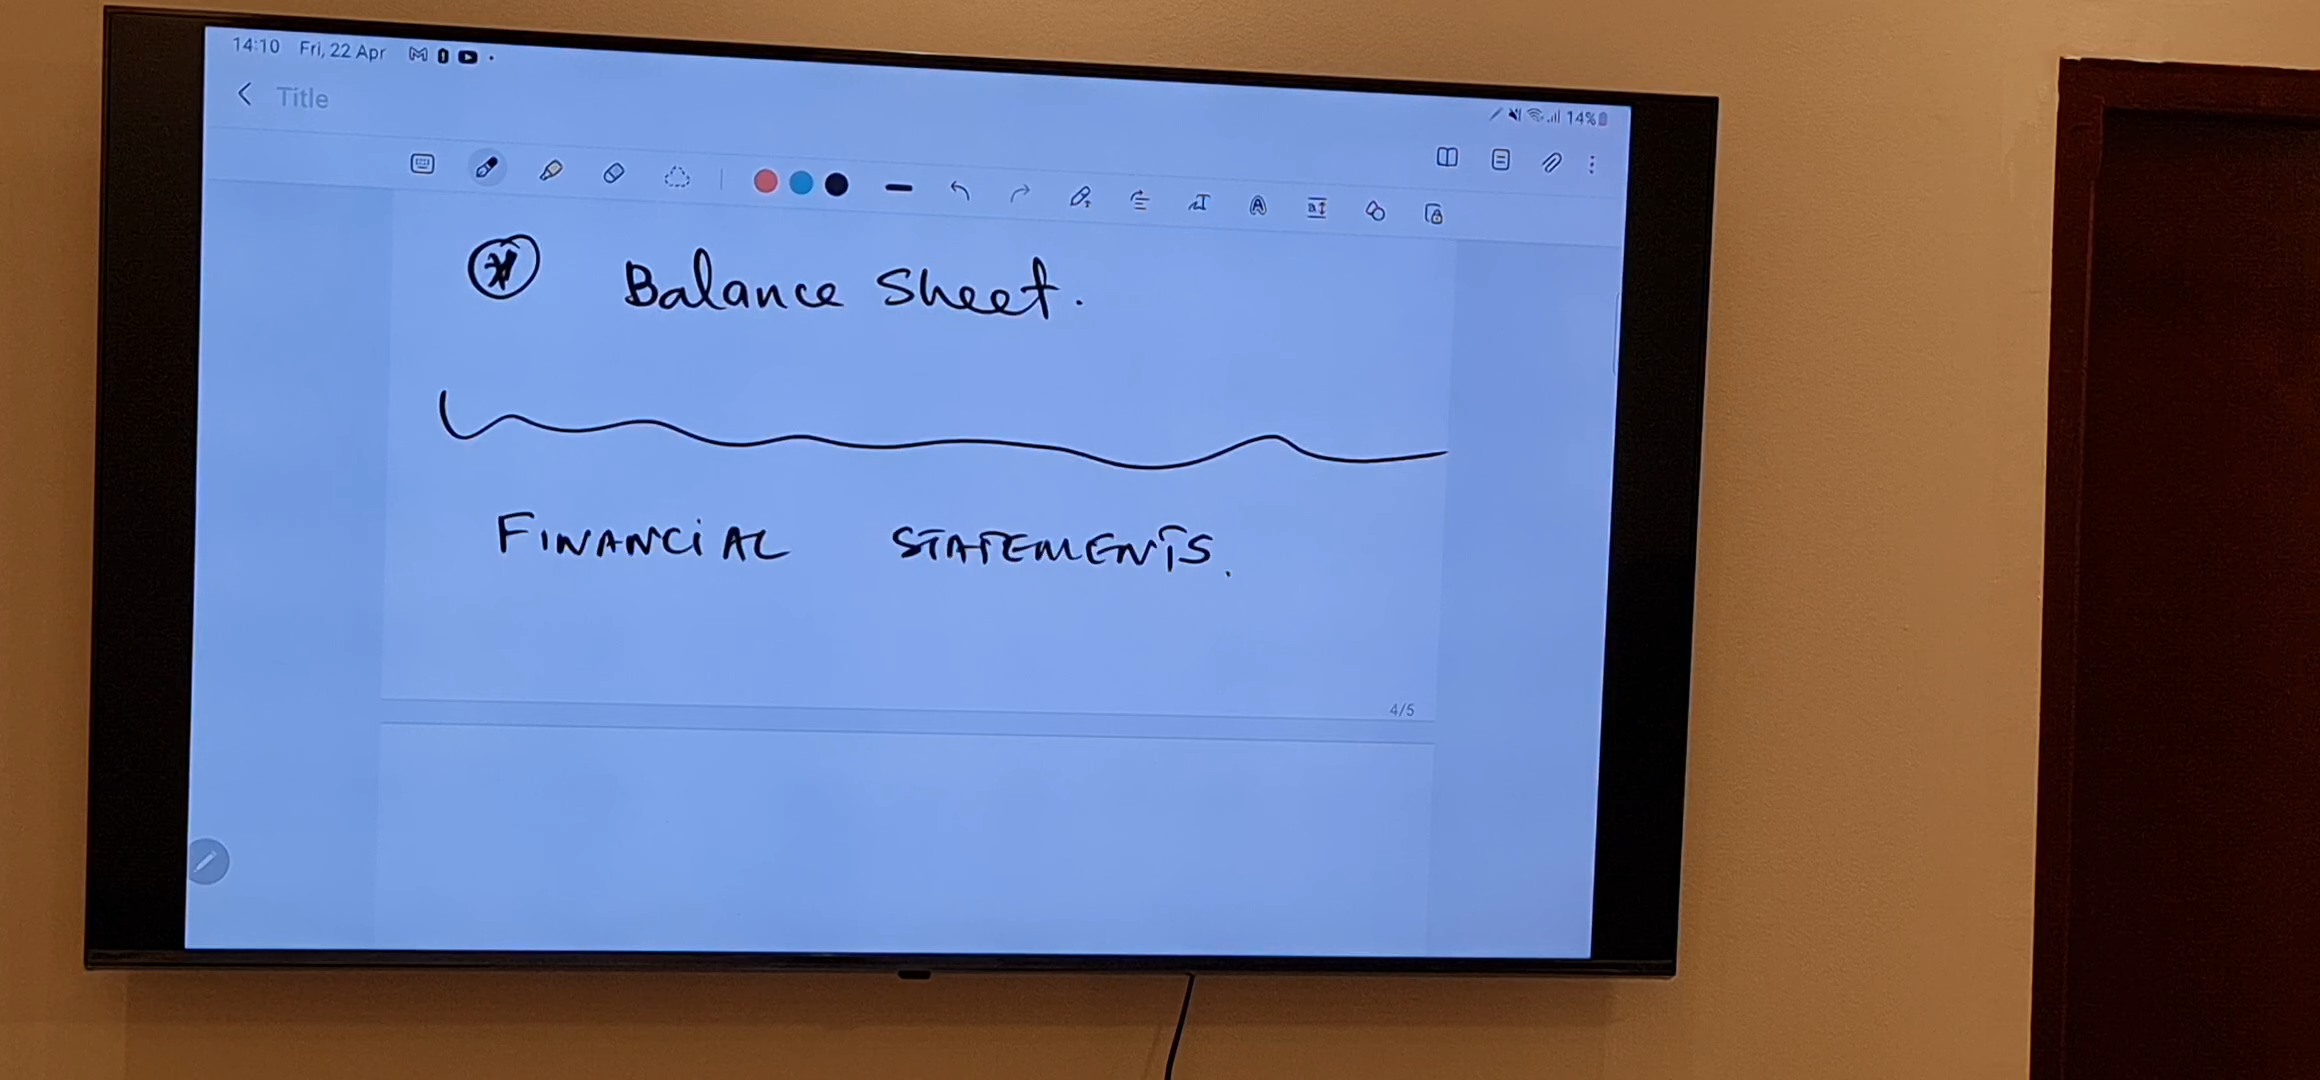 14:10 Fri, 22 Apr
14%
Title
Balance Sheet.
FINANCIAL STATEMENTS.
4/5